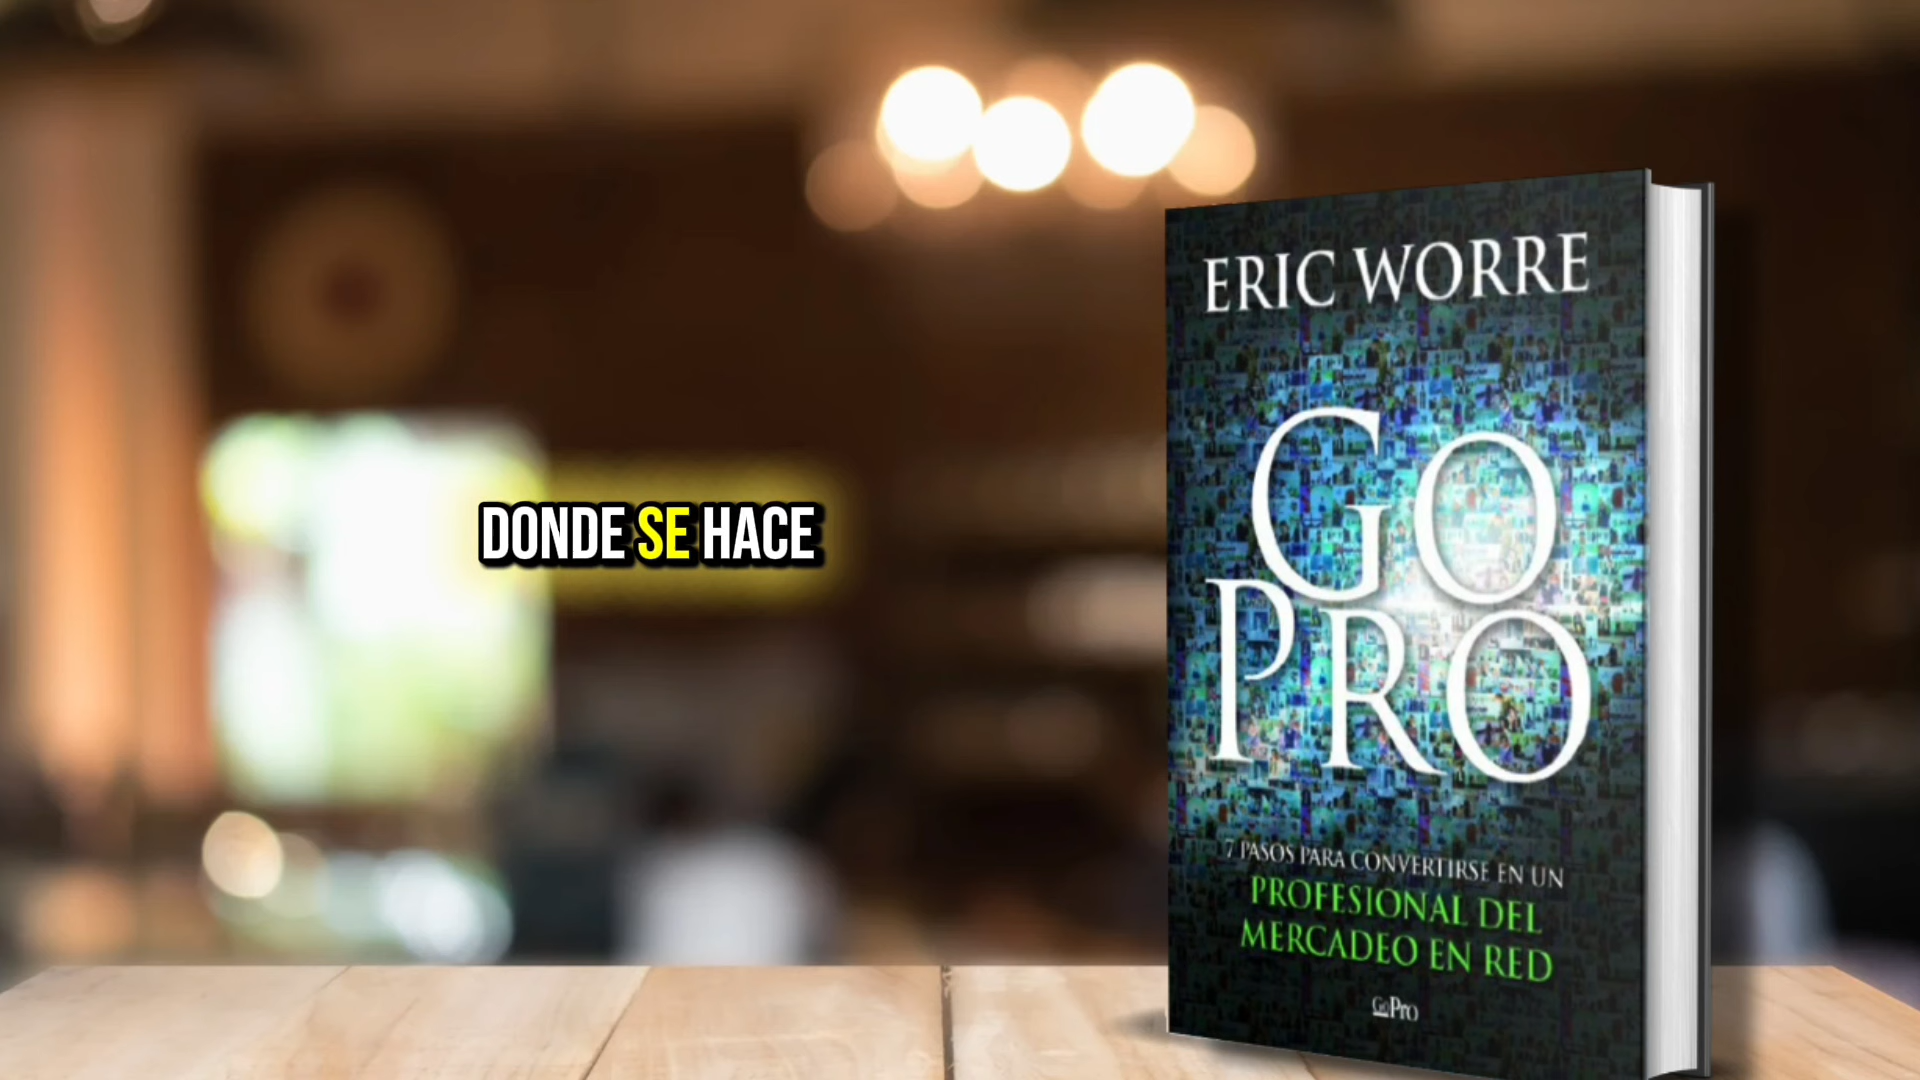 DONDE SE HACE
ERIC WORRE
GO
PRO
7 PASOS PARA CONVERTIRSE EN UN
PROFESIONAL DEL
MERCADEO EN RED
GoPro